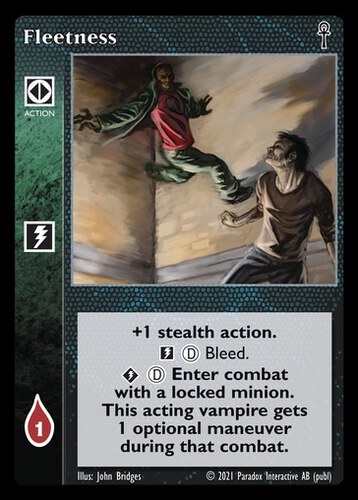 Fleetness
ACTION
+1 stealth action.
D Bleed.
D Enter combat
with a locked minion.
This acting vampire gets
1 optional maneuver
during that combat.
1
Illus: John Bridges © 2021 Paradox Interactive AB (publ)